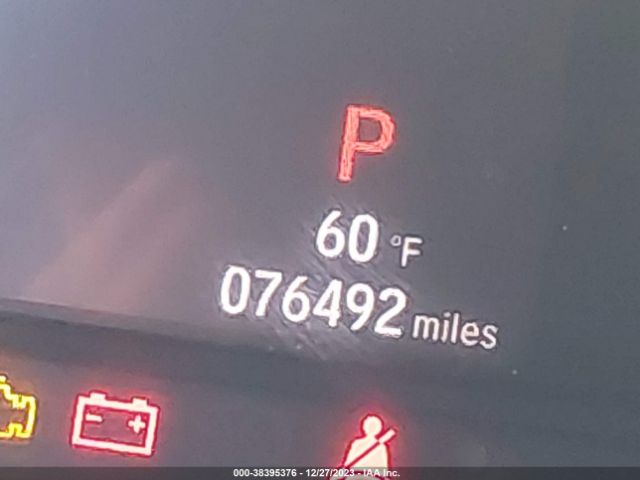 P
60 °F
076492 miles
000-38395376 - 12/27/2023 - IAA Inc.